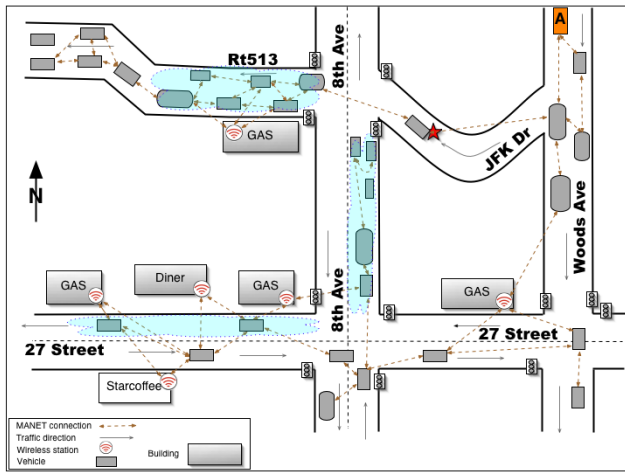 A
Rt513
8th Ave
GAS
JFK Dr
N
Woods Ave
GAS
Diner
GAS
GAS
8th Ave
27 Street
27 Street
Starcoffee
MANET connection
Traffic direction
Wireless station
Vehicle
Building